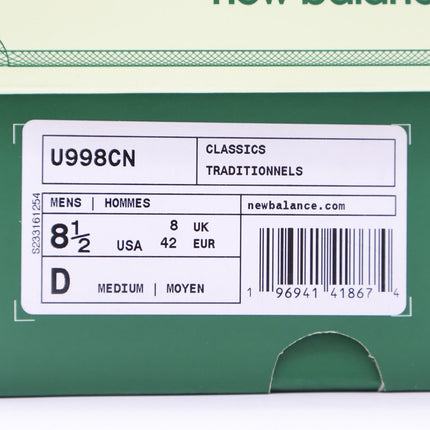 new balance
U998CN
CLASSICS
TRADITIONNELS
MENS | HOMMES
newbalance.com
8½ USA
8 UK
42 EUR
D MEDIUM | MOYEN
1 96941 41867 4
S233161254